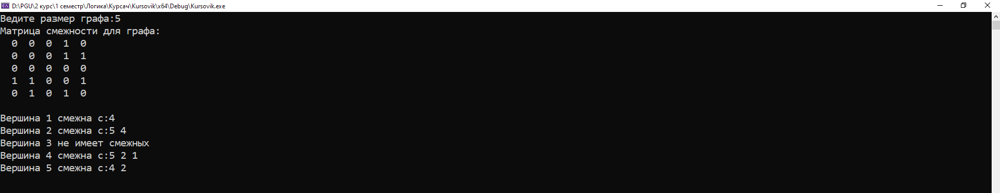 D:\PGU\2 курс\1 семестр\Логика\Курсач\Kursovik\x64\Debug\Kursovik.exe
Ведите размер графа:5
Матрица смежности для графа:
0 0 0 1 0
0 0 0 1 1
0 0 0 0 0
1 1 0 0 1
0 1 0 1 0
Вершина 1 смежна с:4
Вершина 2 смежна с:5 4
Вершина 3 не имеет смежных
Вершина 4 смежна с:5 2 1
Вершина 5 смежна с:4 2